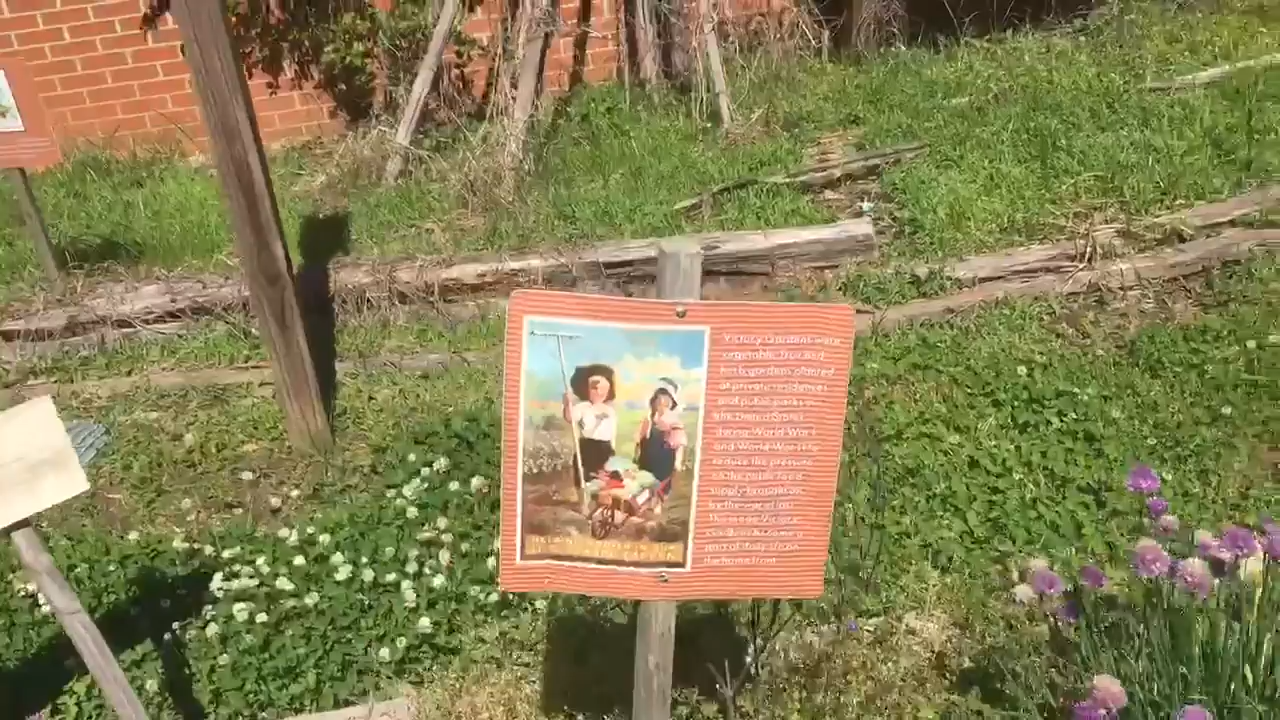 Victory Gardens were
vegetable, fruit and
herb gardens planted
at private residences
and public parks in
the United States
during World War I
and World War II to
reduce the pressure
on the public food
supply brought on
by the war effort.
These Victory
Gardens become a
part of daily life on
the home front.